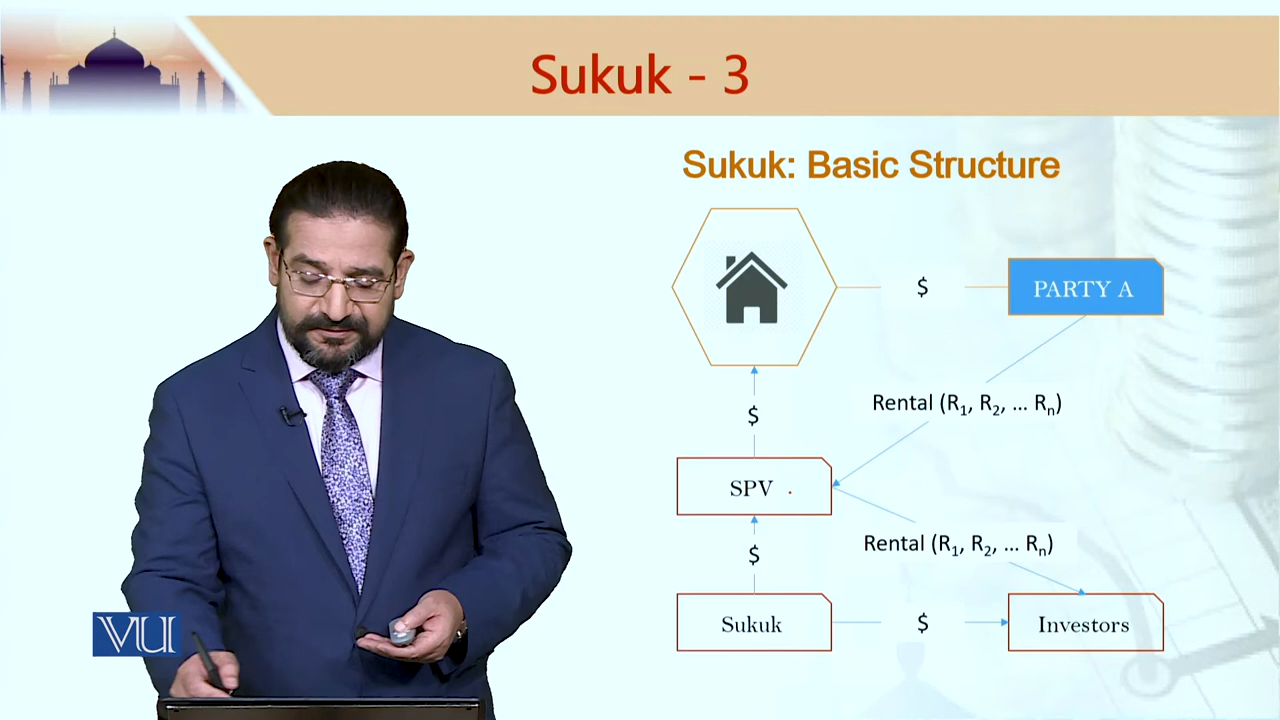 Sukuk - 3
Sukuk: Basic Structure
$
PARTY A
Rental (R1, R2, ... Rn)
$
SPV
Rental (R1, R2, ... Rn)
$
Sukuk
$
Investors
VU